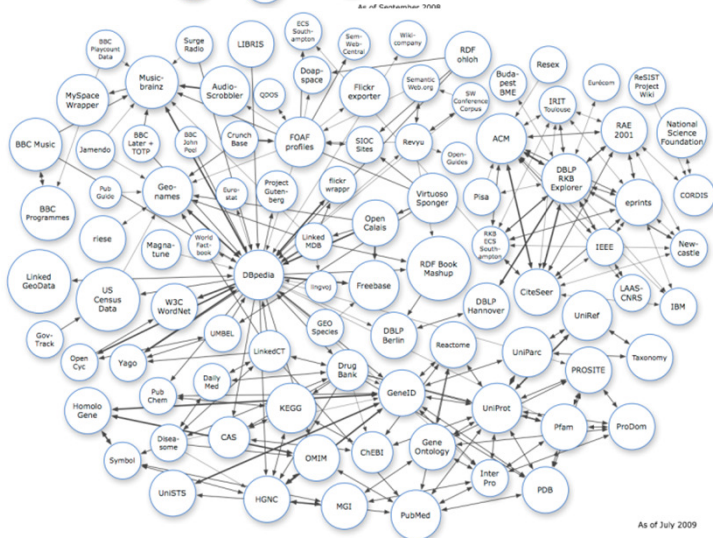 As of September 2008
BBC
Playcount
Data
Surge
Radio
LIBRIS
ECS
South-
ampton
Sem-
Web-
Central
Wiki-
company
RDF
ohloh
Resex
Music-
brainz
Audio-
Scrobbler
QDOS
Doap-
space
Flickr
exporter
Semantic
Web.org
SW
Conference
Corpus
Buda-
pest
BME
IRIT
Toulouse
Eurécom
ReSIST
Project
Wiki
MySpace
Wrapper
BBC Music
Jamendo
BBC
Later +
TOTP
BBC
John
Peel
Crunch
Base
FOAF
profiles
SIOC
Sites
Revyu
Open-
Guides
ACM
RAE
2001
National
Science
Foundation
DBLP
RKB
Explorer
BBC
Programmes
Pub
Guide
Geo-
names
Euro-
stat
Project
Guten-
berg
flickr
wrappr
Virtuoso
Sponger
Pisa
eprints
CORDIS
riese
Magna-
tune
World
Fact-
book
Linked
MDB
Open
Calais
RKB
ECS
South-
ampton
IEEE
New-
castle
Linked
GeoData
US
Census
Data
W3C
WordNet
DBpedia
lingvoj
Freebase
RDF Book
Mashup
DBLP
Hannover
CiteSeer
LAAS-
CNRS
IBM
Gov-
Track
Open
Cyc
Yago
UMBEL
GEO
Species
DBLP
Berlin
UniRef
LinkedCT
Reactome
UniParc
Taxonomy
Pub
Chem
Daily
Med
Drug
Bank
PROSITE
Homolo
Gene
KEGG
GeneID
UniProt
Pfam
ProDom
Symbol
Disea-
some
CAS
OMIM
ChEBI
Gene
Ontology
Inter
Pro
PDB
UniSTS
HGNC
MGI
PubMed
As of July 2009